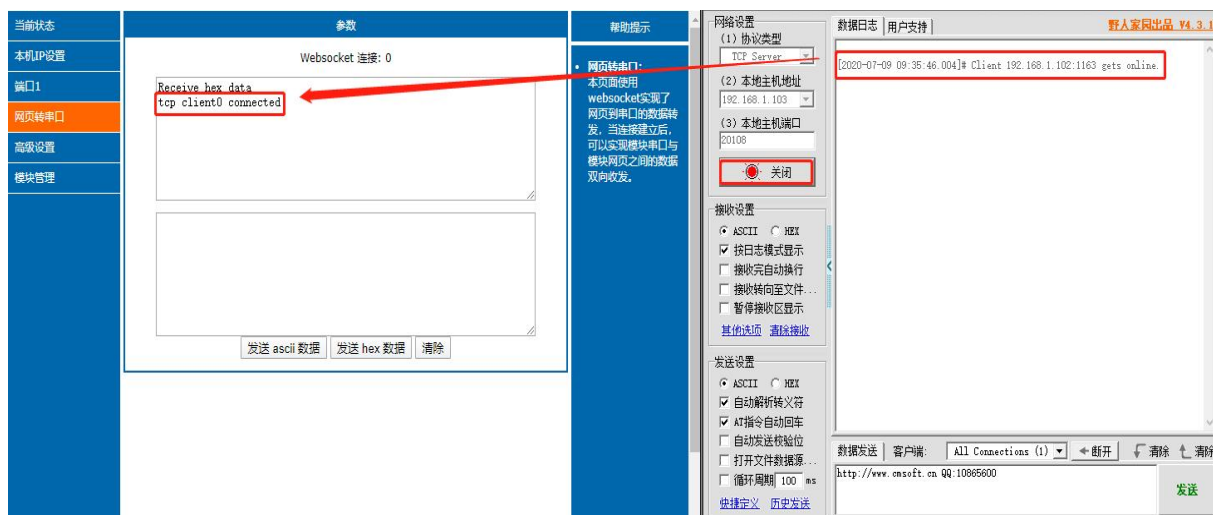 当前状态
本机IP设置
端口1
网页转串口
高级设置
模块管理
参数
Websocket 连接: 0
Receive hex data
tcp client0 connected
发送 ascii 数据
发送 hex 数据
清除
帮助提示
网页转串口:
本页面使用
websocket实现了
网页到串口的数据转
发，当连接建立后，
可以实现模块串口与
模块网页之间的数据
双向收发。
网络设置
(1) 协议类型
TCP Server
(2) 本地主机地址
192.168.1.103
(3) 本地主机端口
20108
关闭
接收设置
ASCII HEX
按日志模式显示
接收完自动换行
接收转向至文件...
暂停接收区显示
其他选项 清除接收
发送设置
ASCII HEX
自动解析转义符
AT指令自动回车
自动发送校验位
打开文件数据源...
循环周期 100 ms
快捷定义 历史发送
数据日志 用户支持
野人家园出品 V4.3.1
[2020-07-09 09:35:46.004]# Client 192.168.1.102:1163 gets online.
数据发送 客户端: All Connections (1) 断开 清除 清除
http://www.cmsoft.cn QQ:10865600
发送